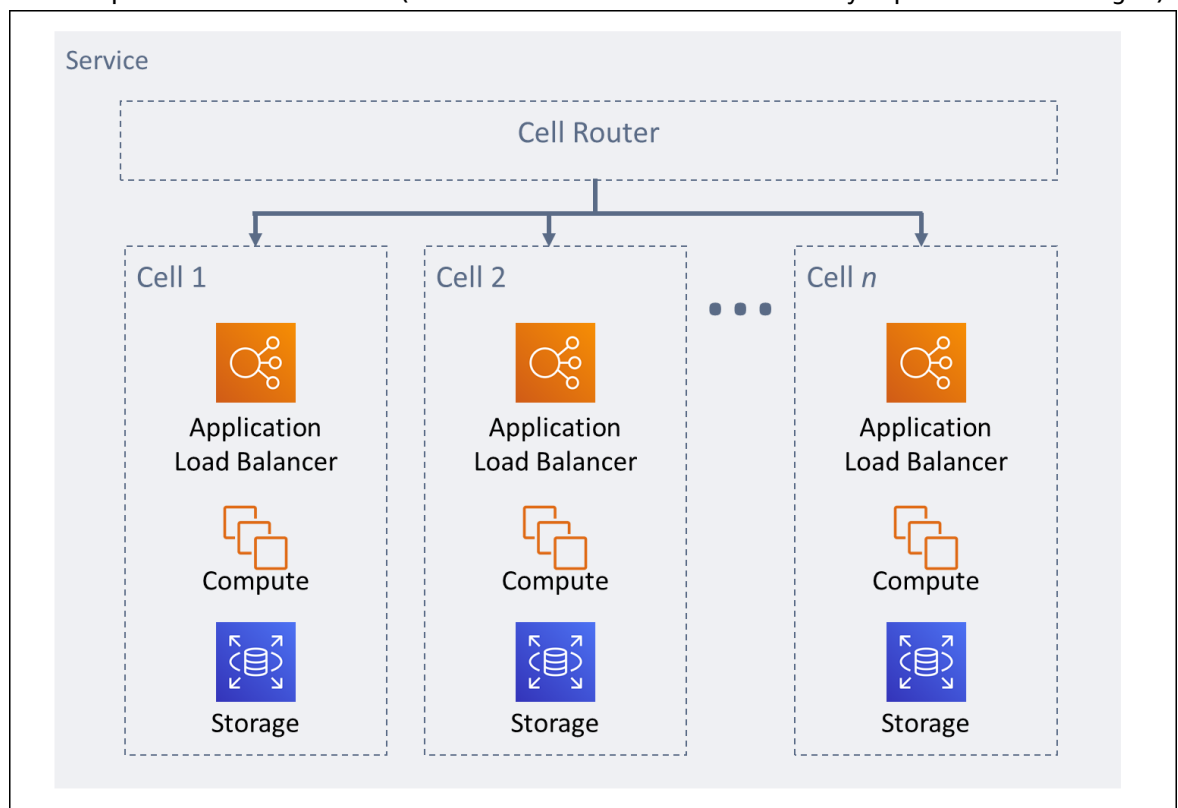 Service
Cell Router
Cell 1
Cell 2
Cell n
Application
Load Balancer
Application
Load Balancer
Application
Load Balancer
Compute
Compute
Compute
Storage
Storage
Storage